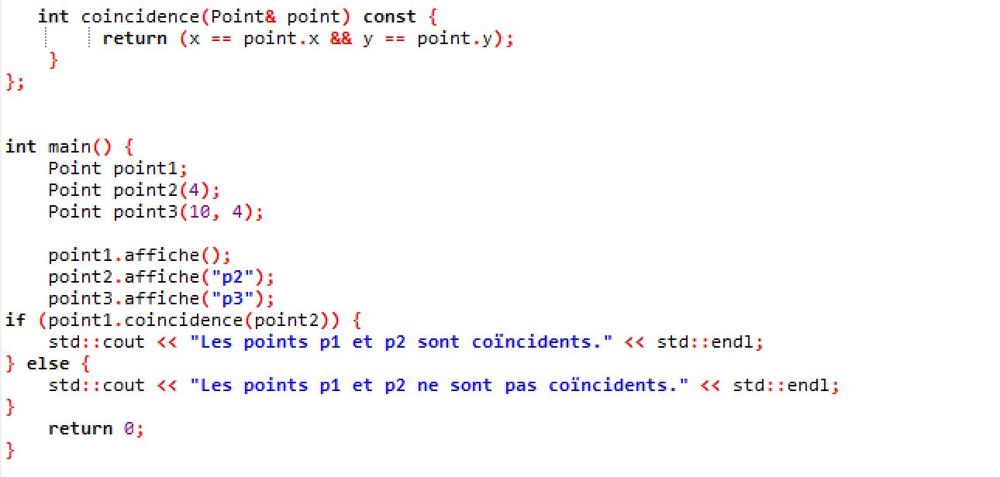 int coincidence(Point& point) const {
return (x == point.x && y == point.y);
}
};
int main() {
Point point1;
Point point2(4);
Point point3(10, 4);
point1.affiche();
point2.affiche("p2");
point3.affiche("p3");
if (point1.coincidence(point2)) {
std::cout << "Les points p1 et p2 sont coïncidents." << std::endl;
} else {
std::cout << "Les points p1 et p2 ne sont pas coïncidents." << std::endl;
}
return 0;
}